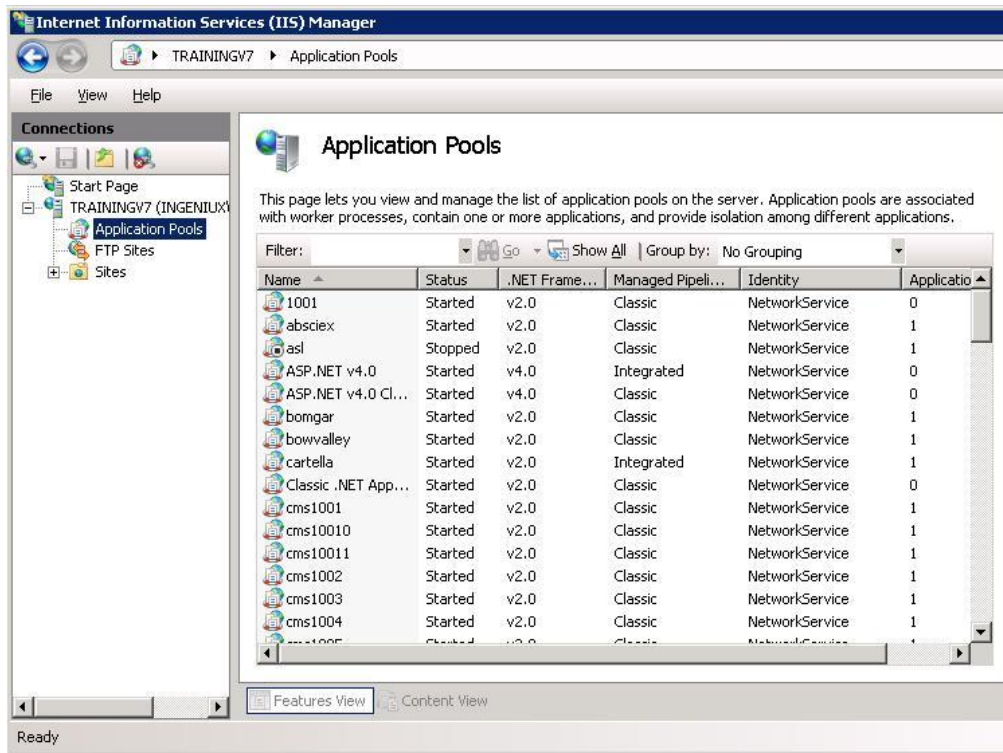 Internet Information Services (IIS) Manager
TRAININGV7 Application Pools
File View Help
Connections
Start Page
TRAININGV7 (INGENIUX\
Application Pools
FTP Sites
Sites
Application Pools
This page lets you view and manage the list of application pools on the server. Application pools are associated
with worker processes, contain one or more applications, and provide isolation among different applications.
Filter: Go Show All Group by: No Grouping
Name Status .NET Frame... Managed Pipeli... Identity Applicatio
1001 Started v2.0 Classic NetworkService 0
absciex Started v2.0 Classic NetworkService 1
asl Stopped v2.0 Classic NetworkService 1
ASP.NET v4.0 Started v4.0 Integrated NetworkService 0
ASP.NET v4.0 Cl... Started v4.0 Classic NetworkService 0
bomgar Started v2.0 Classic NetworkService 1
bowvalley Started v2.0 Classic NetworkService 1
cartella Started v2.0 Integrated NetworkService 1
Classic .NET App... Started v2.0 Classic NetworkService 0
cms1001 Started v2.0 Classic NetworkService 1
cms10010 Started v2.0 Classic NetworkService 1
cms10011 Started v2.0 Classic NetworkService 1
cms1002 Started v2.0 Classic NetworkService 1
cms1003 Started v2.0 Classic NetworkService 1
cms1004 Started v2.0 Classic NetworkService 1
cms1005 Started v2.0 Classic NetworkService 1
Features View Content View
Ready